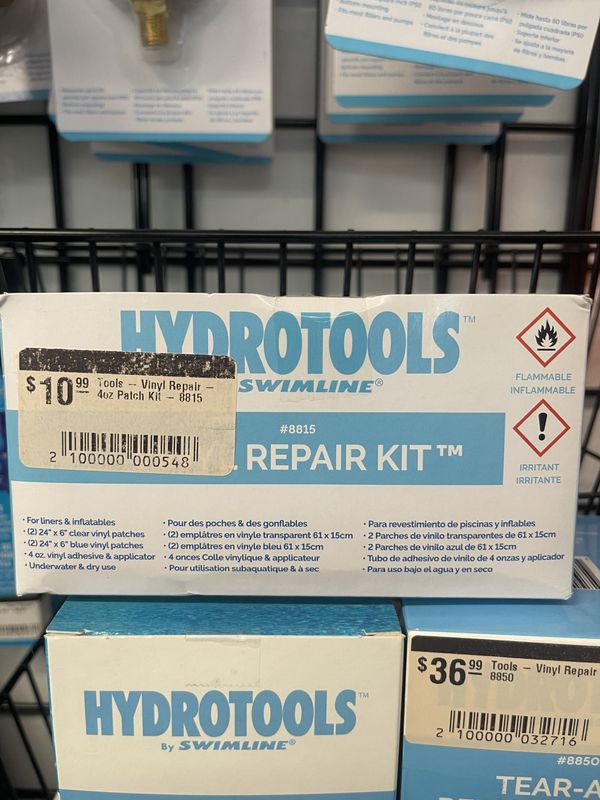 HYDROTOOLS™
SWIMLINE®
$10.99 Tools -- Vinyl Repair -
4oz Patch Kit - 8815
2 100000 000548
#8815
L REPAIR KIT™
FLAMMABLE
INFLAMMABLE
IRRITANT
IRRITANTE
• For liners & inflatables
• (2) 24" x 6" clear vinyl patches
• (2) 24" x 6" blue vinyl patches
• 4 oz. vinyl adhesive & applicator
• Underwater & dry use
• Pour des poches & des gonflables
• (2) emplâtres en vinyle transparent 61 x 15cm
• (2) emplâtres en vinyle bleu 61 x 15cm
• 4 onces Colle vinylique & applicateur
• Pour utilisation subaquatique & à sec
• Para revestimiento de piscinas y inflables
• 2 Parches de vinilo transparentes de 61 x 15cm
• 2 Parches de vinilo azul de 61 x 15cm
• Tubo de adhesivo de vinilo de 4 onzas y aplicador
• Para uso bajo el agua y en seco
HYDROTOOLS™
By SWIMLINE®
$36.99 Tools - Vinyl Repair
8850
2 100000 032716
#8850
TEAR-A